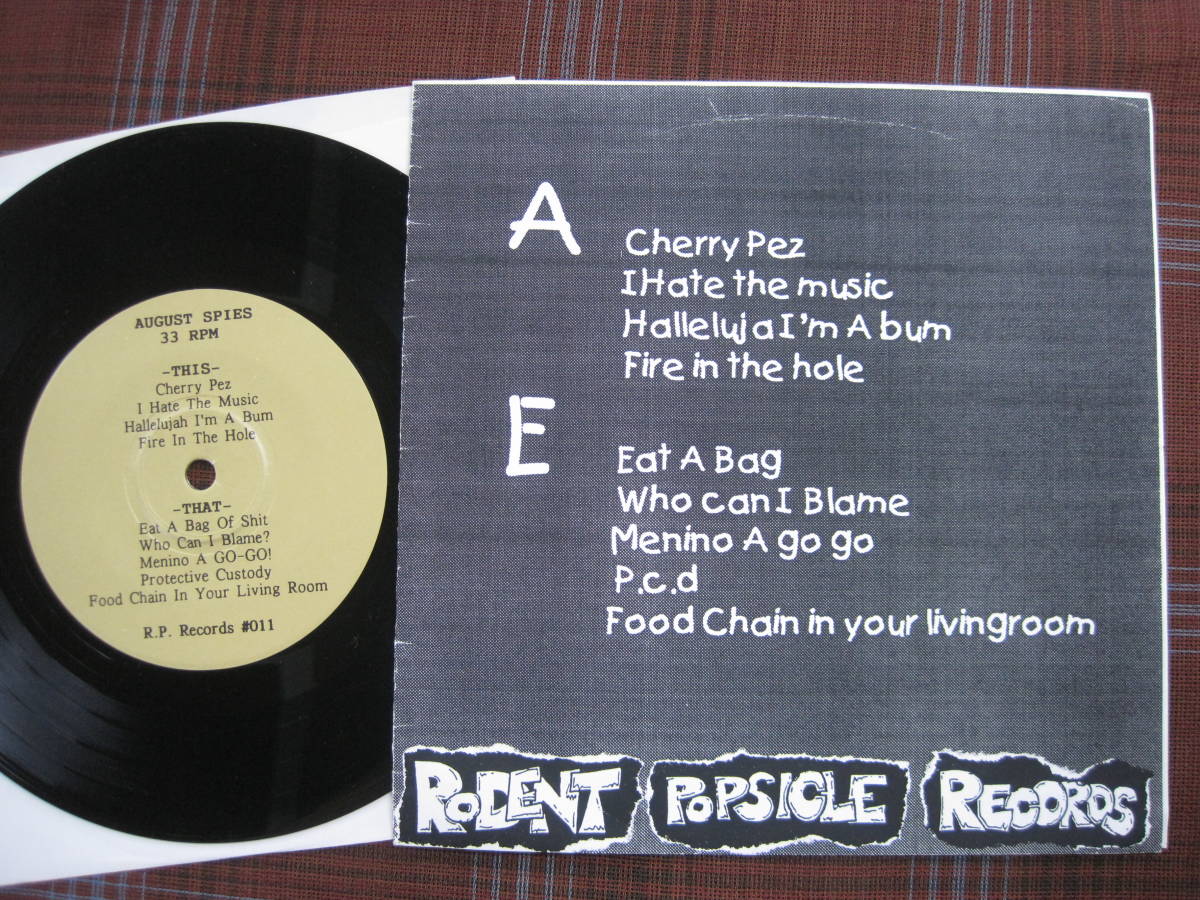 AUGUST SPIES
33 RPM
-THIS-
Cherry Pez
I Hate The Music
Hallelujah I'm A Bum
Fire In The Hole
-THAT-
Eat A Bag Of Shit
Who Can I Blame?
Menino A GO-GO!
Protective Custody
Food Chain In Your Living Room
R.P. Records #011
A
Cherry Pez
I Hate the music
Halleluja I'm A bum
Fire in the hole
E
Eat A Bag
Who can I Blame
Menino A go go
P.c.d
Food Chain in your livingroom
RODENT POPSICLE RECORDS